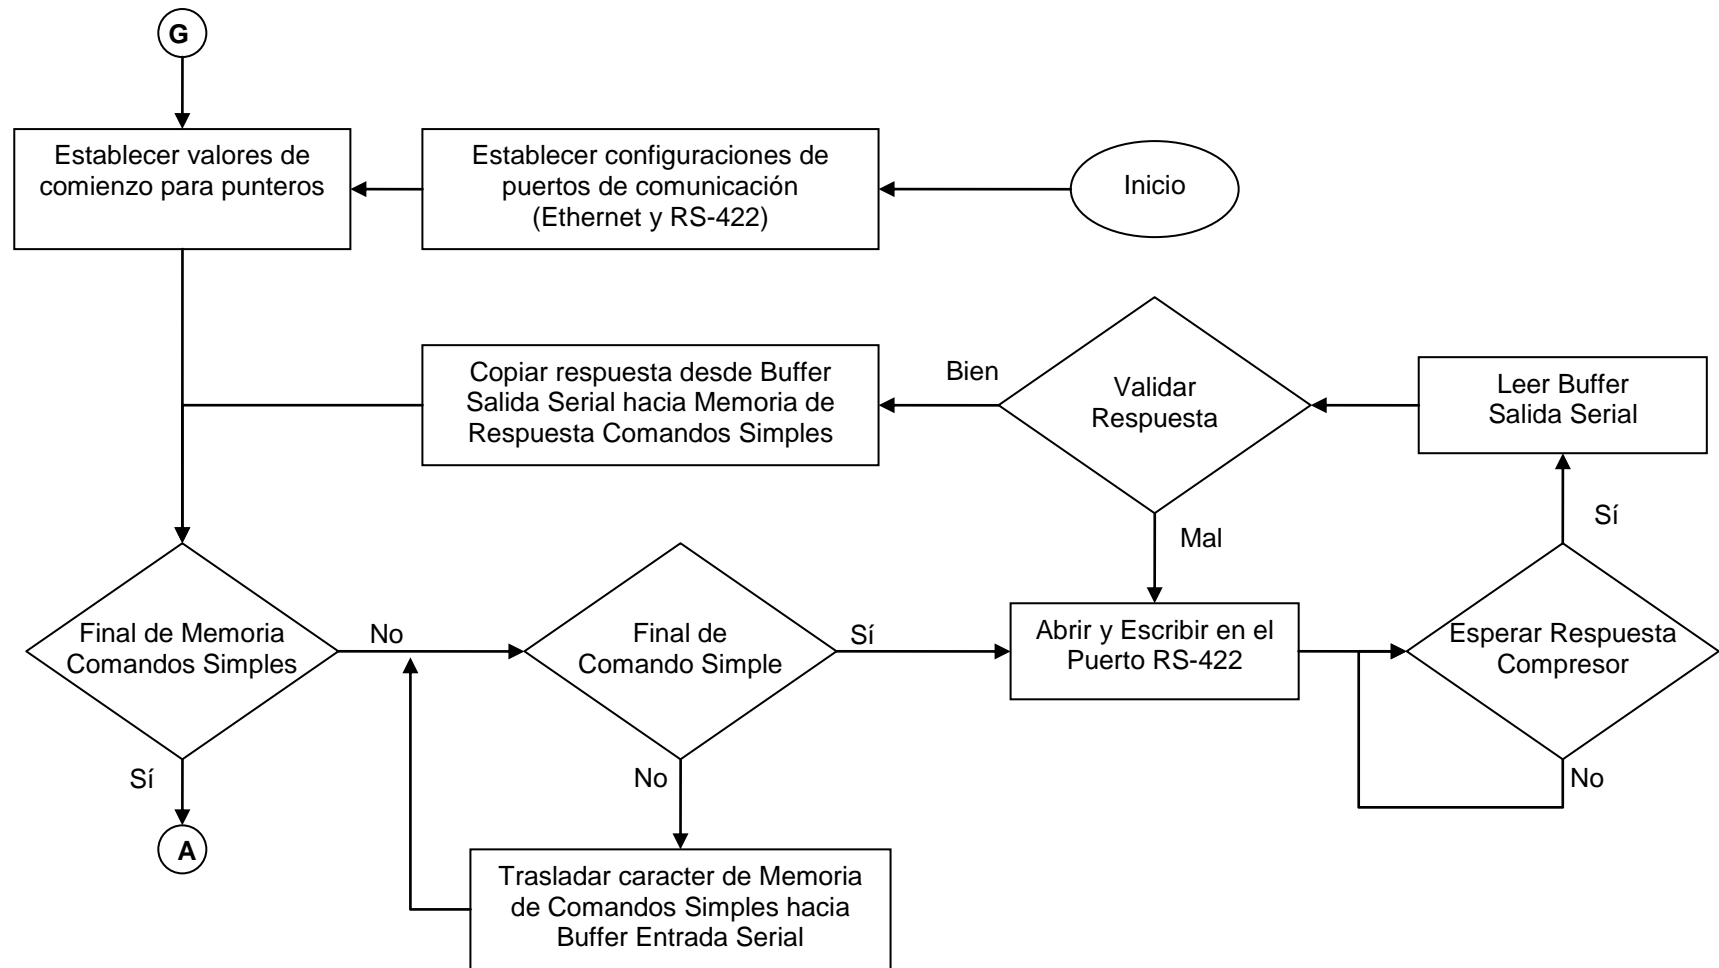 G
Establecer valores de
comienzo para punteros
Establecer configuraciones de
puertos de comunicación
(Ethernet y RS-422)
Inicio
Copiar respuesta desde Buffer
Salida Serial hacia Memoria de
Respuesta Comandos Simples
Bien
Validar
Respuesta
Leer Buffer
Salida Serial
Mal
Sí
Final de Memoria
Comandos Simples
No
Final de
Comando Simple
Sí
Abrir y Escribir en el
Puerto RS-422
Esperar Respuesta
Compresor
Sí
No
No
A
Trasladar caracter de Memoria
de Comandos Simples hacia
Buffer Entrada Serial